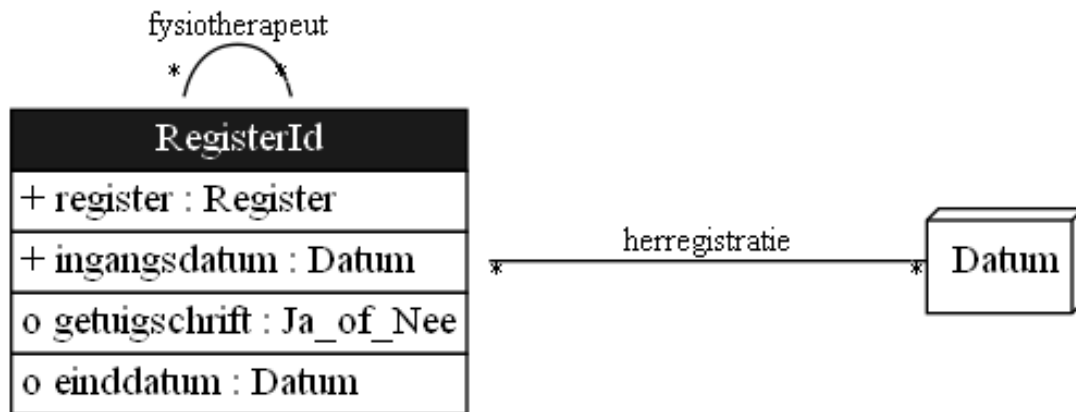 fysiotherapeut
* *
RegisterId
+ register : Register
+ ingangsdatum : Datum
o getuigschrift : Ja_of_Nee
o einddatum : Datum
herregistratie
* *
Datum